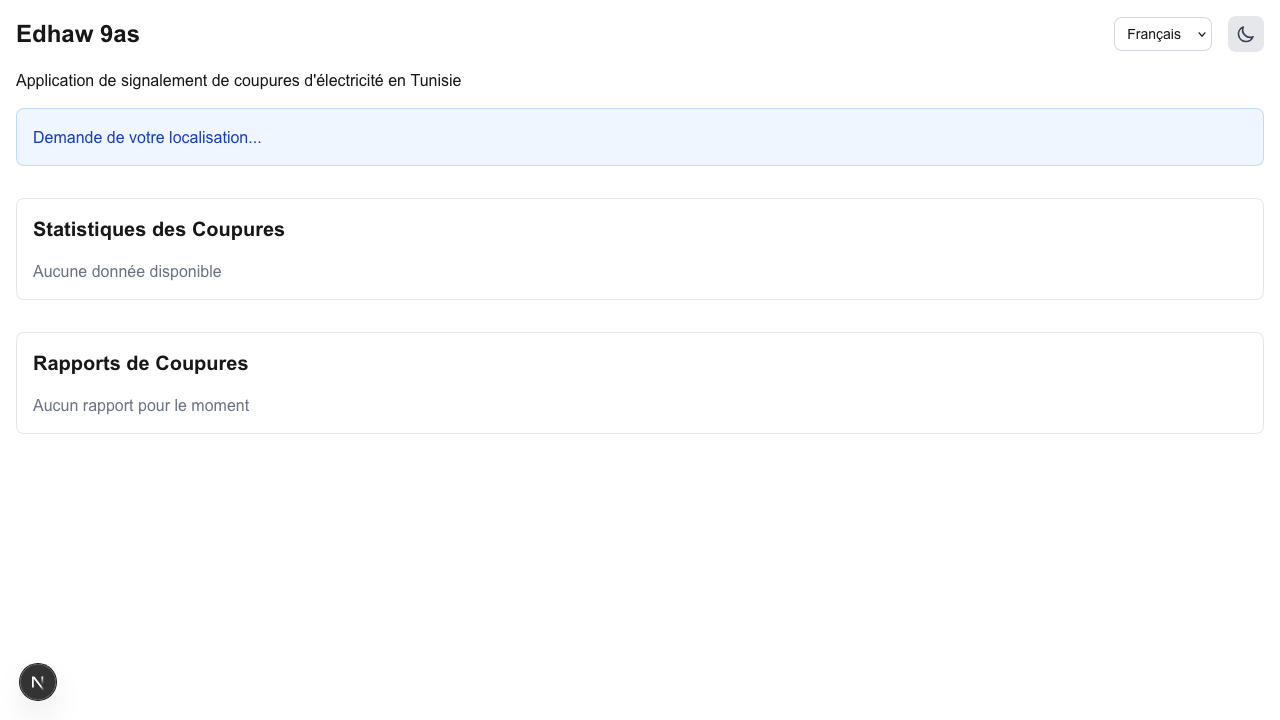 Edhaw 9as
Français
Application de signalement de coupures d'électricité en Tunisie
Demande de votre localisation...
Statistiques des Coupures
Aucune donnée disponible
Rapports de Coupures
Aucun rapport pour le moment
N